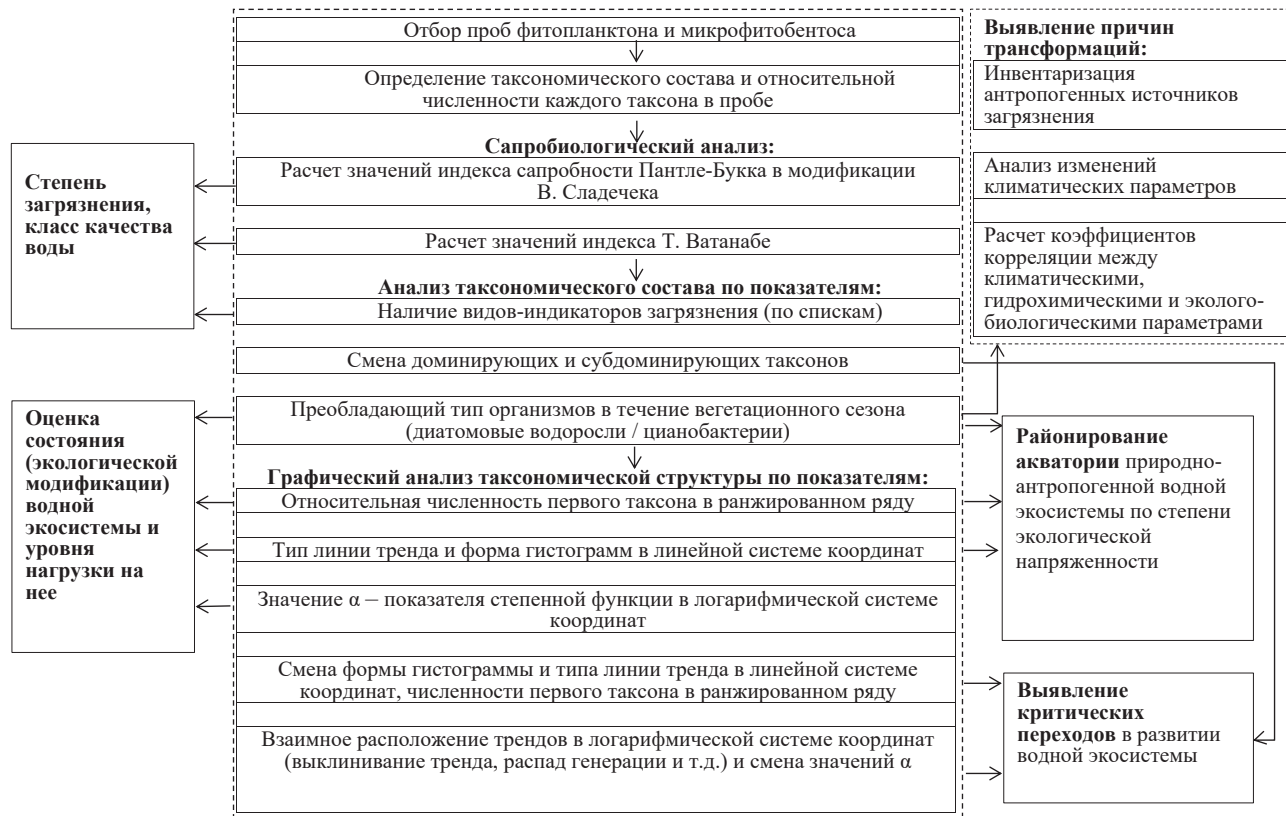 Отбор проб фитопланктона и микрофитобентоса
Определение таксономического состава и относительной
численности каждого таксона в пробе
Сапробиологический анализ:
Расчет значений индекса сапробности Пантле-Букка в модификации
В. Сладечека
Расчет значений индекса Т. Ватанабе
Анализ таксономического состава по показателям:
Наличие видов-индикаторов загрязнения (по спискам)
Смена доминирующих и субдоминирующих таксонов
Преобладающий тип организмов в течение вегетационного сезона
(диатомовые водоросли / цианобактерии)
Графический анализ таксономической структуры по показателям:
Относительная численность первого таксона в ранжированном ряду
Тип линии тренда и форма гистограмм в линейной системе координат
Значение α – показателя степенной функции в логарифмической системе
координат
Смена формы гистограммы и типа линии тренда в линейной системе
координат, численности первого таксона в ранжированном ряду
Взаимное расположение трендов в логарифмической системе координат
(выклинивание тренда, распад генерации и т.д.) и смена значений α
Степень
загрязнения,
класс качества
воды
Оценка
состояния
(экологической
модификации)
водной
экосистемы и
уровня
нагрузки на
нее
Выявление причин
трансформаций:
Инвентаризация
антропогенных источников
загрязнения
Анализ изменений
климатических параметров
Расчет коэффициентов
корреляции между
климатическими,
гидрохимическими и эколого-
биологическими параметрами
Районирование
акватории природно-
антропогенной водной
экосистемы по степени
экологической
напряженности
Выявление
критических
переходов в развитии
водной экосистемы